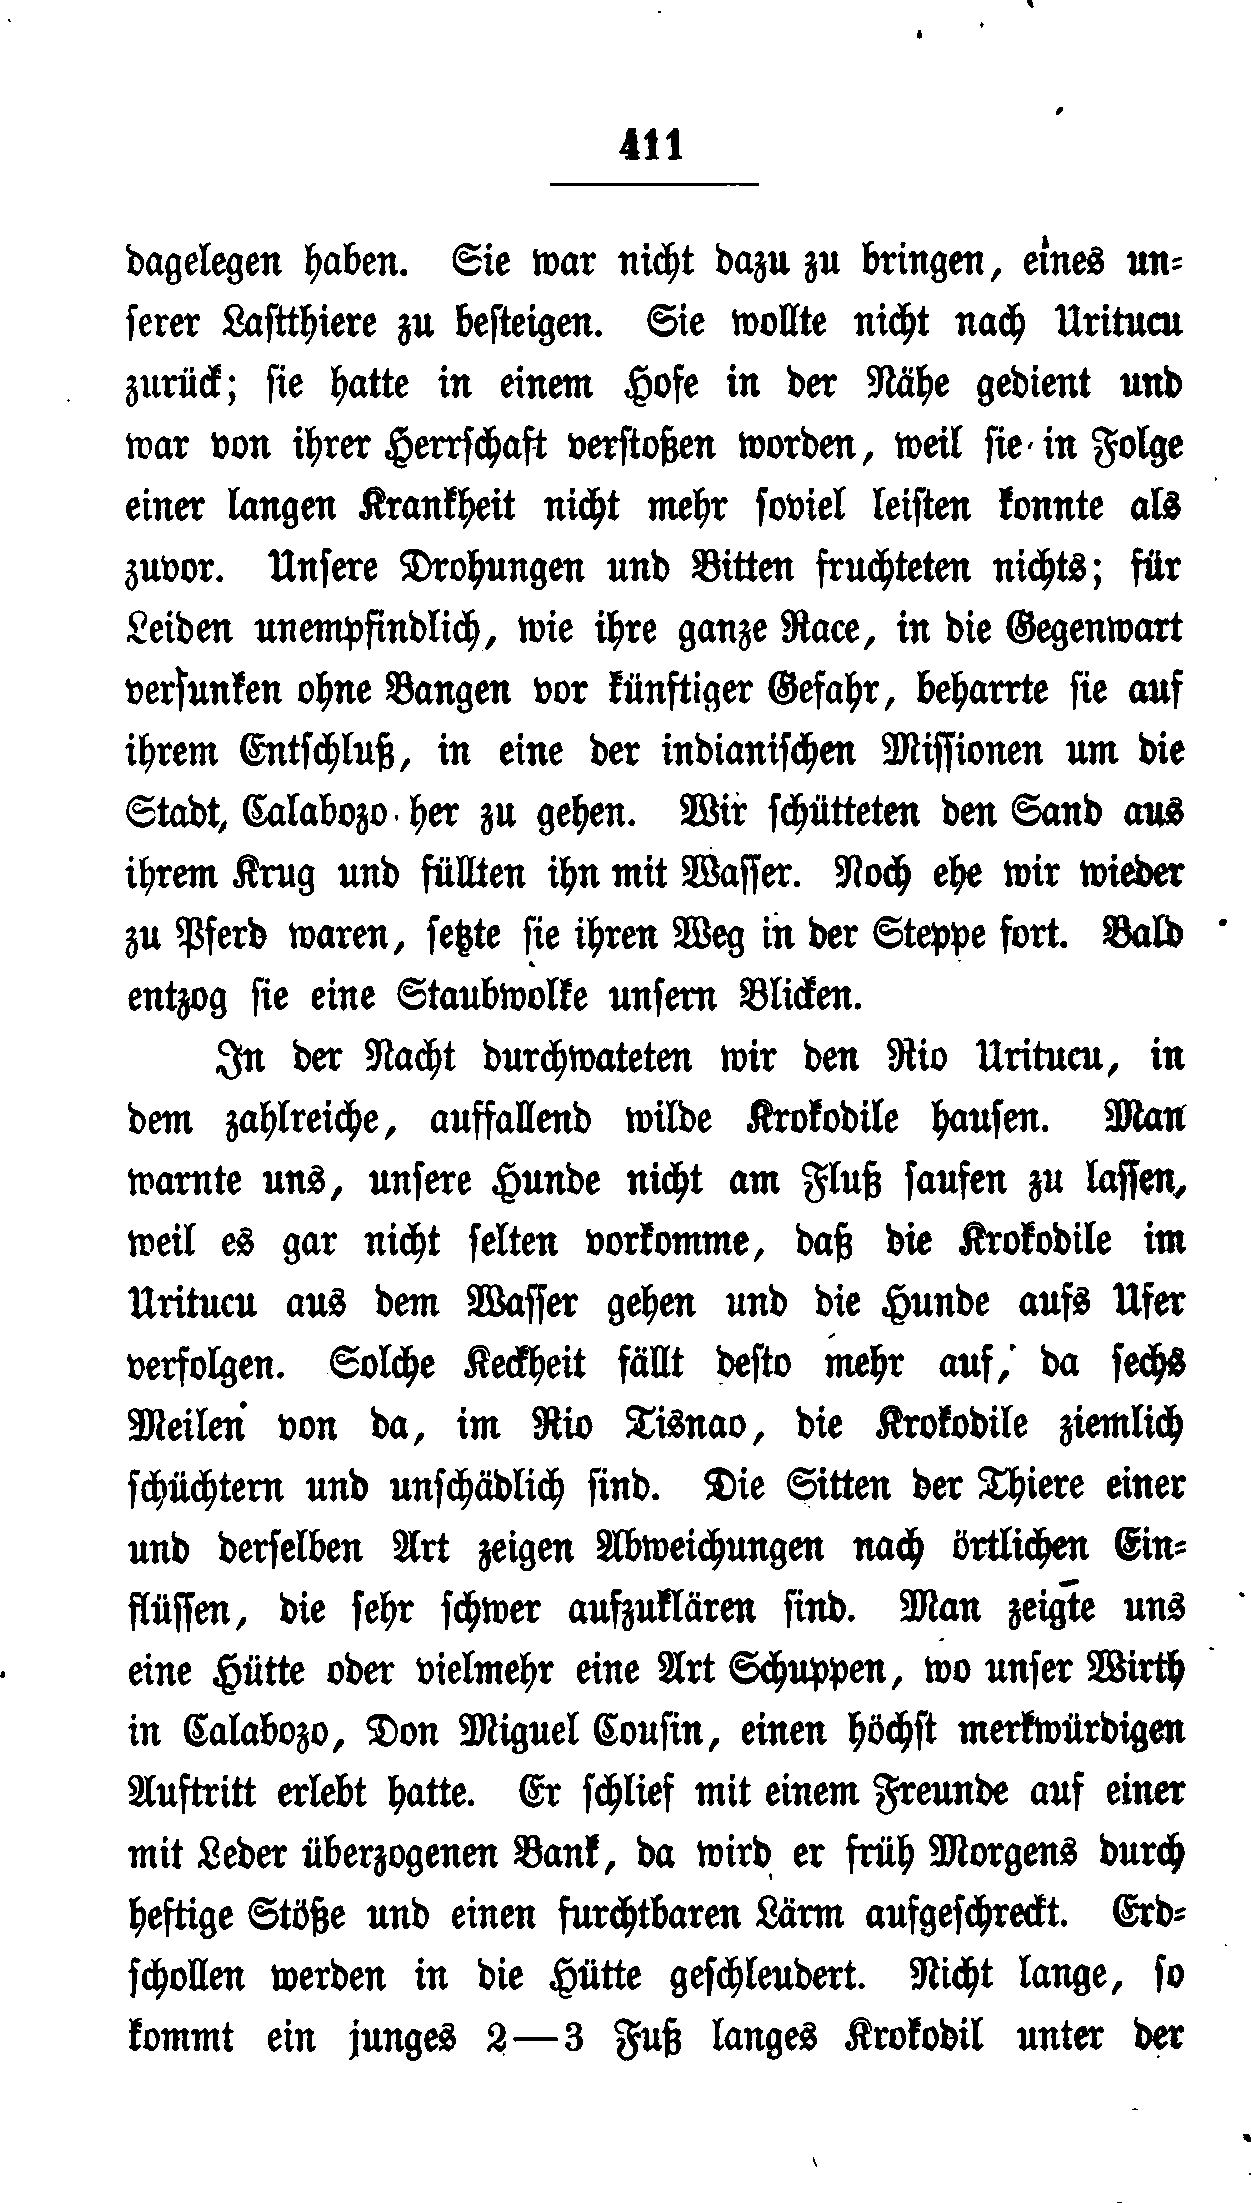 411
dagelegen haben. Sie war nicht dazu zu bringen, eines un-
serer Lastthiere zu besteigen. Sie wollte nicht nach Uritucu
zurück; sie hatte in einem Hofe in der Nähe gedient und
war von ihrer Herrschaft verstoßen worden, weil sie in Folge
einer langen Krankheit nicht mehr soviel leisten konnte als
zuvor. Unsere Drohungen und Bitten fruchteten nichts; für
Leiden unempfindlich, wie ihre ganze Race, in die Gegenwart
versunken ohne Bangen vor künftiger Gefahr, beharrte sie auf
ihrem Entschluß, in eine der indianischen Missionen um die
Stadt, Calabozo her zu gehen. Wir schütteten den Sand aus
ihrem Krug und füllten ihn mit Wasser. Noch ehe wir wieder
zu Pferd waren, setzte sie ihren Weg in der Steppe fort. Bald
entzog sie eine Staubwolke unsern Blicken.
In der Nacht durchwateten wir den Rio Uritucu, in
dem zahlreiche, auffallend wilde Krokodile hausen. Man
warnte uns, unsere Hunde nicht am Fluß saufen zu lassen,
weil es gar nicht selten vorkomme, daß die Krokodile im
Uritucu aus dem Wasser gehen und die Hunde aufs Ufer
verfolgen. Solche Keckheit fällt desto mehr auf, da sechs
Meilen von da, im Rio Tisnao, die Krokodile ziemlich
schüchtern und unschädlich sind. Die Sitten der Thiere einer
und derselben Art zeigen Abweichungen nach örtlichen Ein-
flüssen, die sehr schwer aufzuklären sind. Man zeigte uns
eine Hütte oder vielmehr eine Art Schuppen, wo unser Wirth
in Calabozo, Don Miguel Cousin, einen höchst merkwürdigen
Auftritt erlebt hatte. Er schlief mit einem Freunde auf einer
mit Leder überzogenen Bank, da wird er früh Morgens durch
heftige Stöße und einen furchtbaren Lärm aufgeschreckt. Erd-
schollen werden in die Hütte geschleudert. Nicht lange, so
kommt ein junges 2—3 Fuß langes Krokodil unter der